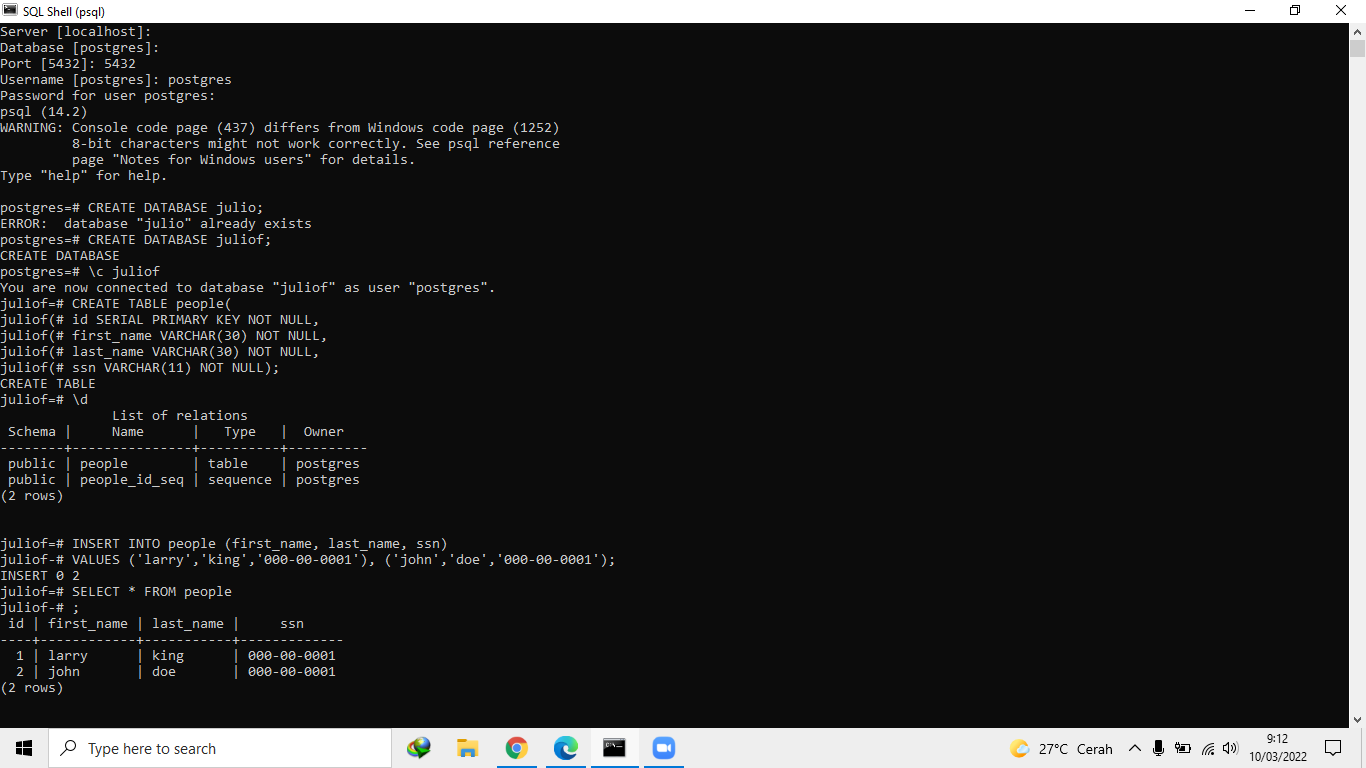 SQL Shell (psql)
Server [localhost]:
Database [postgres]:
Port [5432]: 5432
Username [postgres]: postgres
Password for user postgres:
psql (14.2)
WARNING: Console code page (437) differs from Windows code page (1252)
         8-bit characters might not work correctly. See psql reference
         page "Notes for Windows users" for details.
Type "help" for help.
postgres=# CREATE DATABASE julio;
ERROR:  database "julio" already exists
postgres=# CREATE DATABASE juliof;
CREATE DATABASE
postgres=# \c juliof
You are now connected to database "juliof" as user "postgres".
juliof=# CREATE TABLE people(
juliof(# id SERIAL PRIMARY KEY NOT NULL,
juliof(# first_name VARCHAR(30) NOT NULL,
juliof(# last_name VARCHAR(30) NOT NULL,
juliof(# ssn VARCHAR(11) NOT NULL);
CREATE TABLE
juliof=# \d
              List of relations
 Schema |     Name      |   Type   |  Owner
--------+---------------+----------+----------
 public | people        | table    | postgres
 public | people_id_seq | sequence | postgres
(2 rows)
juliof=# INSERT INTO people (first_name, last_name, ssn)
juliof-# VALUES ('larry','king','000-00-0001'), ('john','doe','000-00-0001');
INSERT 0 2
juliof=# SELECT * FROM people
juliof-# ;
 id | first_name | last_name |     ssn
----+------------+-----------+-------------
  1 | larry      | king      | 000-00-0001
  2 | john       | doe       | 000-00-0001
(2 rows)
Type here to search
27°C Cerah
9:12
10/03/2022